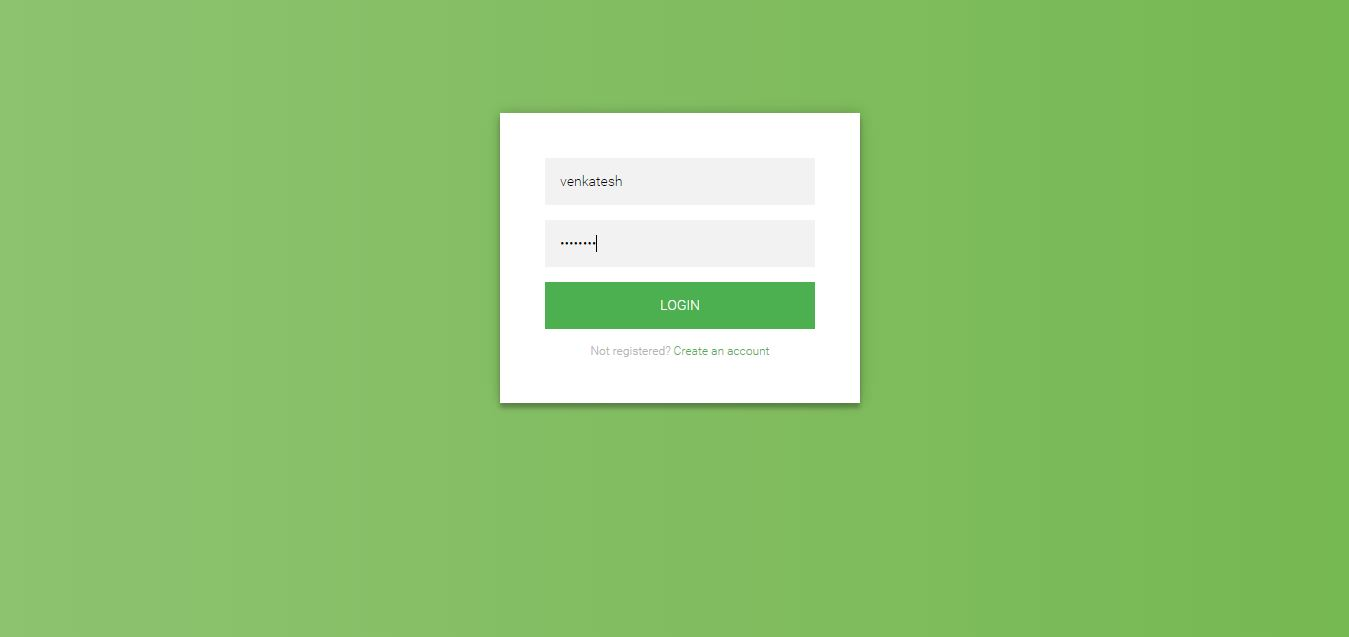 venkatesh
••••••••
LOGIN
Not registered? Create an account